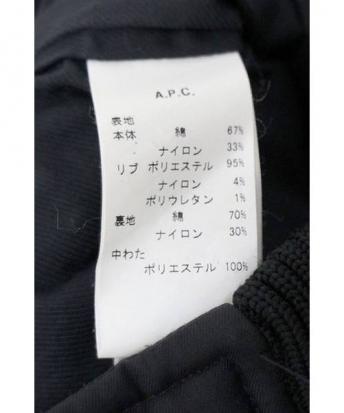 A.P.C.
表地
本体 綿 67%
ナイロン 33%
リブ ポリエステル 95%
ナイロン 4%
ポリウレタン 1%
裏地 綿 70%
ナイロン 30%
中わた
ポリエステル 100%